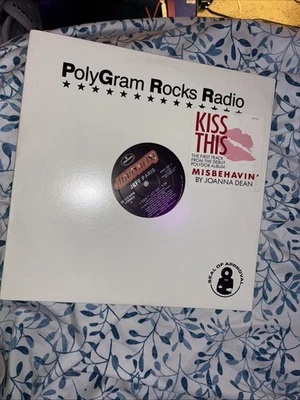 PolyGram Rocks Radio
KISS
THIS
THE FIRST TRACK
FROM THE DEBUT
POLYDOR ALBUM
MISBEHAVIN'
BY JOANNA DEAN
JEFF PARIS
SEAL OF APPROVAL